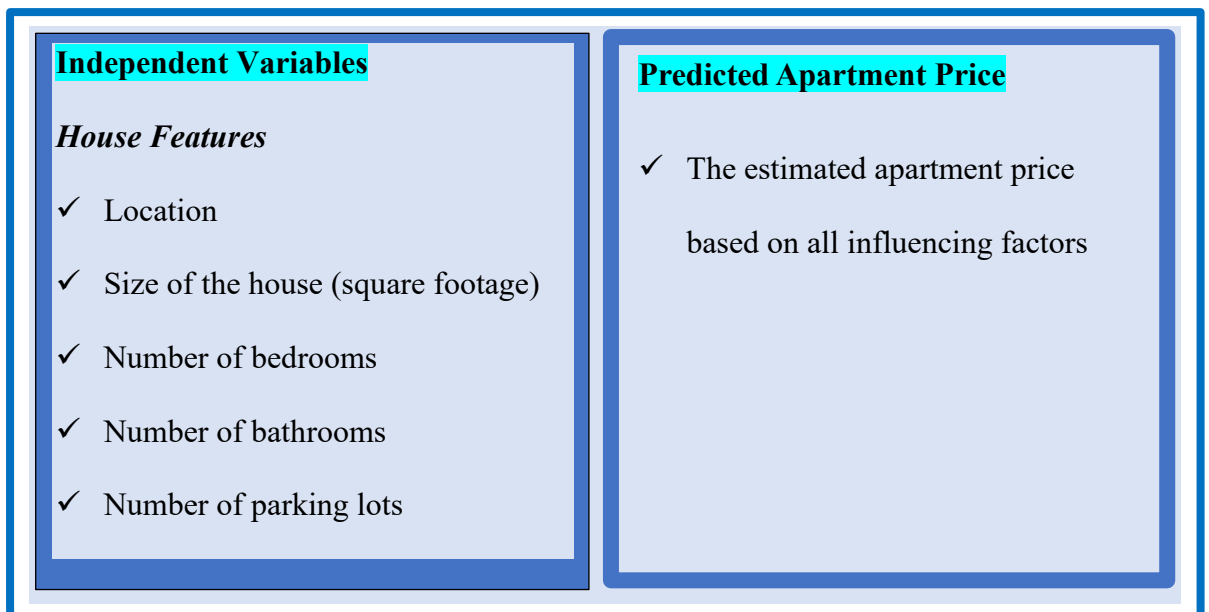 Independent Variables
House Features
✓ Location
✓ Size of the house (square footage)
✓ Number of bedrooms
✓ Number of bathrooms
✓ Number of parking lots
Predicted Apartment Price
✓ The estimated apartment price
based on all influencing factors